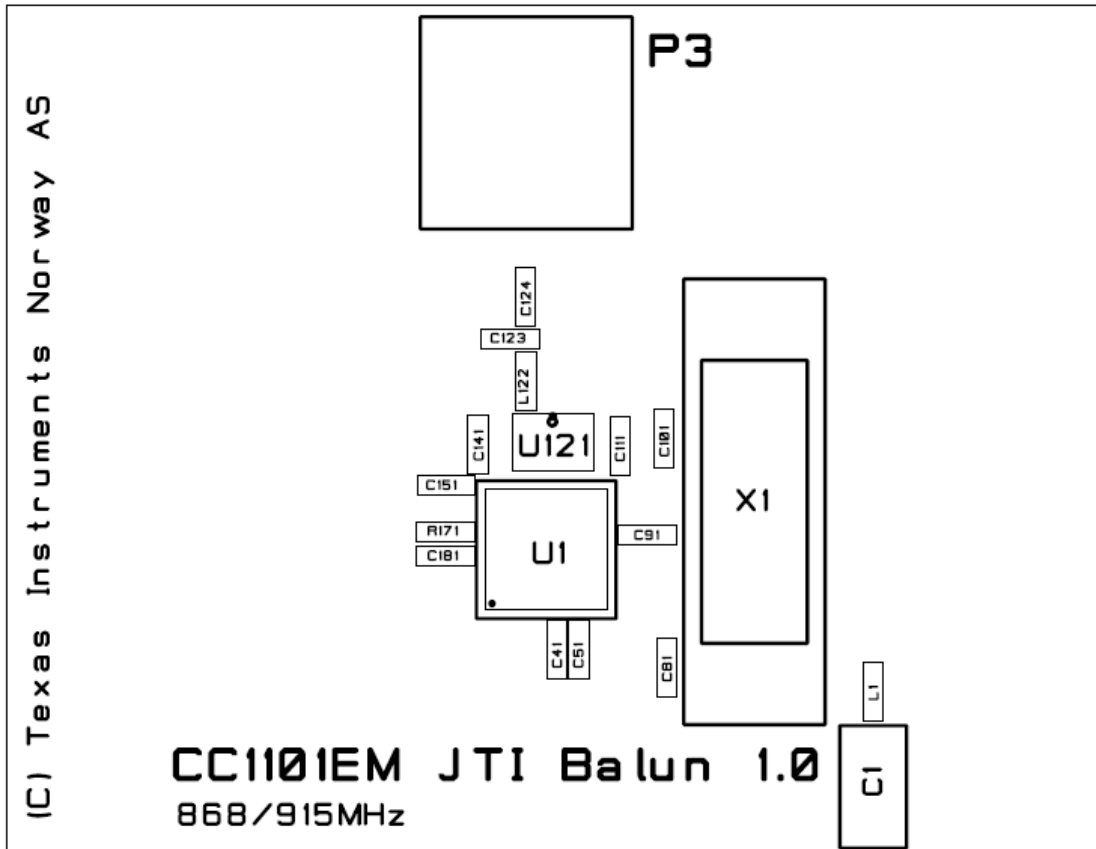 P3
(C) Texas Instruments Norway AS
C124
C123
L122
C141
U121
C111
C101
C151
R171
C181
U1
C91
X1
C41
C51
C81
L1
C1
CC1101EM JTI Balun 1.0
868/915MHz